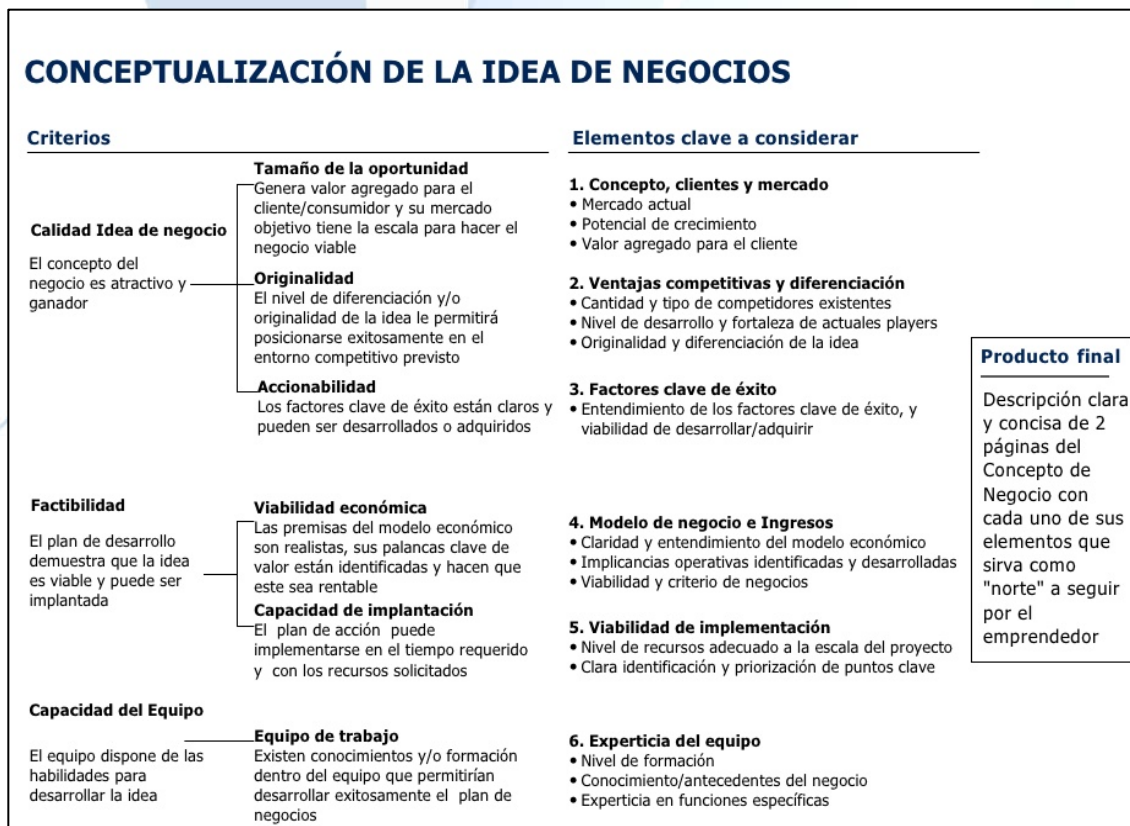 CONCEPTUALIZACIÓN DE LA IDEA DE NEGOCIOS
Criterios
Calidad Idea de negocio
El concepto del
negocio es atractivo y
ganador
Tamaño de la oportunidad
Genera valor agregado para el
cliente/consumidor y su mercado
objetivo tiene la escala para hacer el
negocio viable
Originalidad
El nivel de diferenciación y/o
originalidad de la idea le permitirá
posicionarse exitosamente en el
entorno competitivo previsto
Accionabilidad
Los factores clave de éxito están claros y
pueden ser desarrollados o adquiridos
Factibilidad
El plan de desarrollo
demuestra que la idea
es viable y puede ser
implantada
Viabilidad económica
Las premisas del modelo económico
son realistas, sus palancas clave de
valor están identificadas y hacen que
este sea rentable
Capacidad de implantación
El plan de acción puede
implementarse en el tiempo requerido
y con los recursos solicitados
Capacidad del Equipo
El equipo dispone de las
habilidades para
desarrollar la idea
Equipo de trabajo
Existen conocimientos y/o formación
dentro del equipo que permitirían
desarrollar exitosamente el plan de
negocios
Elementos clave a considerar
1. Concepto, clientes y mercado
• Mercado actual
• Potencial de crecimiento
• Valor agregado para el cliente
2. Ventajas competitivas y diferenciación
• Cantidad y tipo de competidores existentes
• Nivel de desarrollo y fortaleza de actuales players
• Originalidad y diferenciación de la idea
3. Factores clave de éxito
• Entendimiento de los factores clave de éxito, y
viabilidad de desarrollar/adquirir
4. Modelo de negocio e Ingresos
• Claridad y entendimiento del modelo económico
• Implicancias operativas identificadas y desarrolladas
• Viabilidad y criterio de negocios
5. Viabilidad de implementación
• Nivel de recursos adecuado a la escala del proyecto
• Clara identificación y priorización de puntos clave
6. Experticia del equipo
• Nivel de formación
• Conocimiento/antecedentes del negocio
• Experticia en funciones específicas
Producto final
Descripción clara
y concisa de 2
páginas del
Concepto de
Negocio con
cada uno de sus
elementos que
sirva como
"norte" a seguir
por el
emprendedor